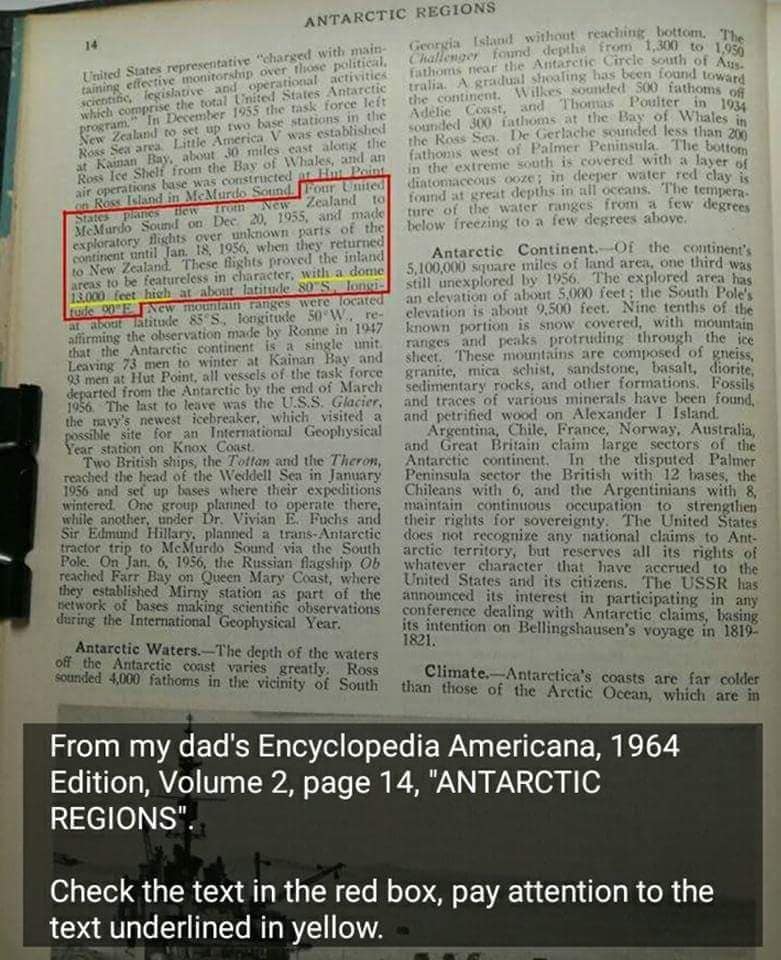 ANTARCTIC REGIONS
14
United States representative "charged with main-
taining effective monitorship over those political,
scientific, legislative and operational activities
which comprise the total United States Antarctic
program." In December 1955 the task force left
New Zealand to set up two base stations in the
Ross Sea area. Little America V was established
at Kainan Bay, about 30 miles east along the
Ross Ice Shelf from the Bay of Whales, and an
air operations base was constructed at Hut Point
on Ross Island in McMurdo Sound. Four United
States planes flew from New Zealand to
McMurdo Sound on Dec. 20, 1955, and made
exploratory flights over unknown parts of the
continent until Jan. 18, 1956, when they returned
to New Zealand. These flights proved the inland
areas to be featureless in character, with a dome
13,000 feet high at about latitude 80°S., longi-
tude 90°E. New mountain ranges were located
at about latitude 85°S., longitude 50°W., re-
affirming the observation made by Ronne in 1947
that the Antarctic continent is a single unit.
Leaving 73 men to winter at Kainan Bay and
93 men at Hut Point, all vessels of the task force
departed from the Antarctic by the end of March
1956. The last to leave was the U.S.S. Glacier,
the navy's newest icebreaker, which visited a
possible site for an International Geophysical
Year station on Knox Coast.
Two British ships, the Tottan and the Theron,
reached the head of the Weddell Sea in January
1956 and set up bases where their expeditions
wintered. One group planned to operate there,
while another, under Dr. Vivian E. Fuchs and
Sir Edmund Hillary, planned a trans-Antarctic
tractor trip to McMurdo Sound via the South
Pole. On Jan. 6, 1956, the Russian flagship Ob
reached Farr Bay on Queen Mary Coast, where
they established Mirny station as part of the
network of bases making scientific observations
during the International Geophysical Year.
Antarctic Waters.—The depth of the waters
off the Antarctic coast varies greatly. Ross
sounded 4,000 fathoms in the vicinity of South
Georgia Island without reaching bottom. The
Challenger found depths from 1,300 to 1,950
fathoms near the Antarctic Circle south of Aus-
tralia. A gradual shoaling has been found toward
the continent. Wilkes sounded 500 fathoms off
Adélie Coast, and Thomas Poulter in 1934
sounded 300 fathoms at the Bay of Whales in
the Ross Sea. De Gerlache sounded less than 200
fathoms west of Palmer Peninsula. The bottom
in the extreme south is covered with a layer of
diatomaceous ooze; in deeper water red clay is
found at great depths in all oceans. The tempera-
ture of the water ranges from a few degrees
below freezing to a few degrees above.
Antarctic Continent.—Of the continent's
5,100,000 square miles of land area, one third was
still unexplored by 1956. The explored area has
an elevation of about 5,000 feet; the South Pole's
elevation is about 9,500 feet. Nine tenths of the
known portion is snow covered, with mountain
ranges and peaks protruding through the ice
sheet. These mountains are composed of gneiss,
granite, mica schist, sandstone, basalt, diorite,
sedimentary rocks, and other formations. Fossils
and traces of various minerals have been found,
and petrified wood on Alexander I Island.
Argentina, Chile, France, Norway, Australia,
and Great Britain claim large sectors of the
Antarctic continent. In the disputed Palmer
Peninsula sector the British with 12 bases, the
Chileans with 6, and the Argentinians with 8,
maintain continuous occupation to strengthen
their rights for sovereignty. The United States
does not recognize any national claims to Ant-
arctic territory, but reserves all its rights of
whatever character that have accrued to the
United States and its citizens. The USSR has
announced its interest in participating in any
conference dealing with Antarctic claims, basing
its intention on Bellingshausen's voyage in 1819–
1821.
Climate.—Antarctica's coasts are far colder
than those of the Arctic Ocean, which are in
From my dad's Encyclopedia Americana, 1964
Edition, Volume 2, page 14, "ANTARCTIC
REGIONS".
Check the text in the red box, pay attention to the
text underlined in yellow.